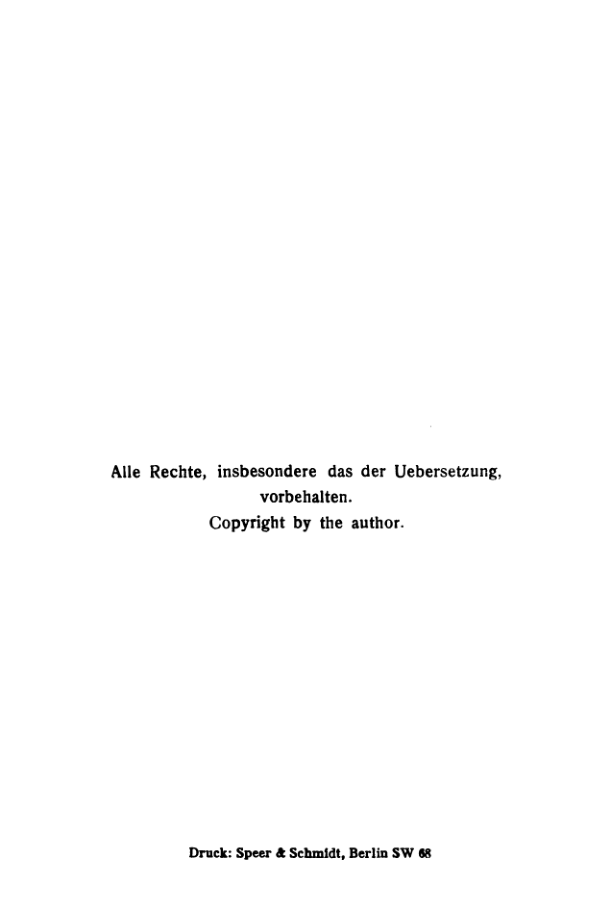 Alle Rechte, insbesondere das der Uebersetzung,
vorbehalten.
Copyright by the author.
Druck: Speer & Schmidt, Berlin SW 68